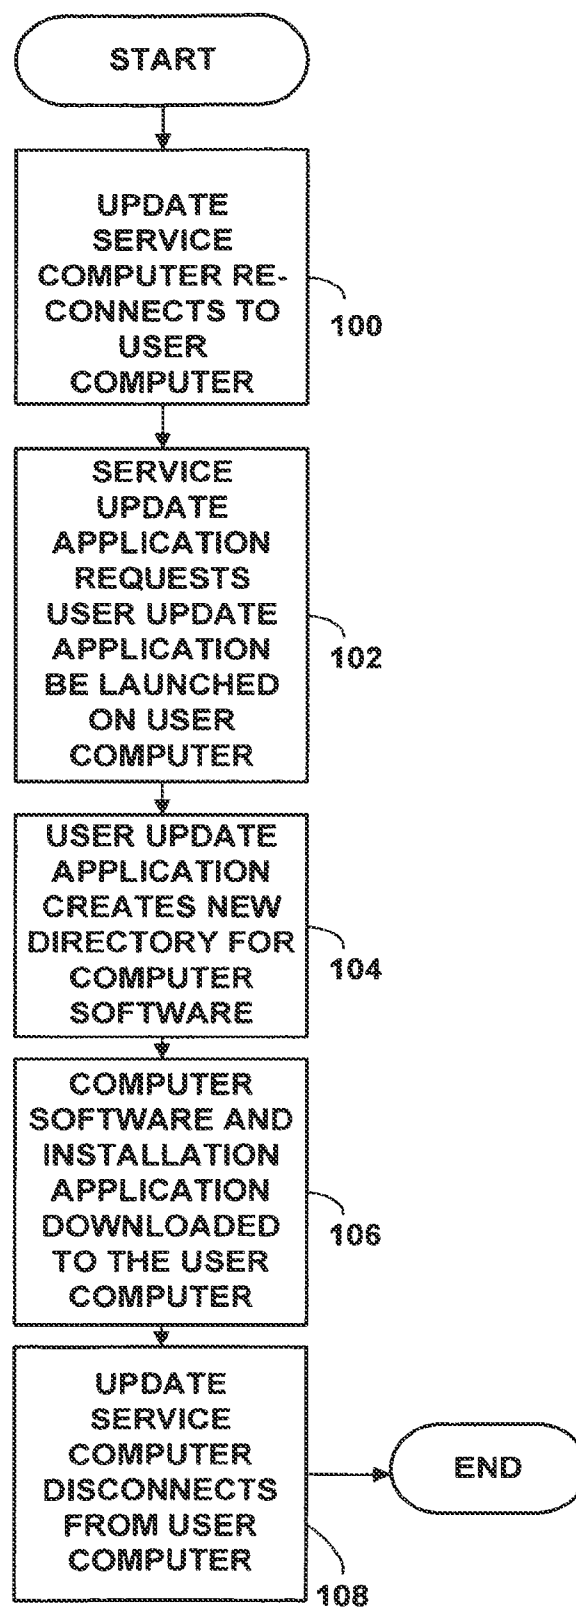 START
UPDATE
SERVICE
COMPUTER RE-
CONNECTS TO
USER
COMPUTER
100
SERVICE
UPDATE
APPLICATION
REQUESTS
USER UPDATE
APPLICATION
BE LAUNCHED
ON USER
COMPUTER
102
USER UPDATE
APPLICATION
CREATES NEW
DIRECTORY FOR
COMPUTER
SOFTWARE
104
COMPUTER
SOFTWARE AND
INSTALLATION
APPLICATION
DOWNLOADED
TO THE USER
COMPUTER
106
UPDATE
SERVICE
COMPUTER
DISCONNECTS
FROM USER
COMPUTER
108
END